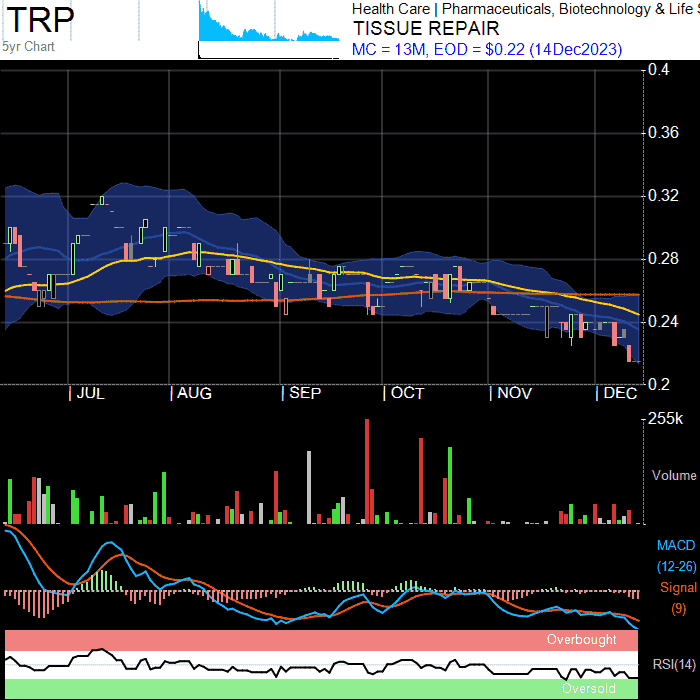 TRP
5yr Chart
Health Care | Pharmaceuticals, Biotechnology & Life S
TISSUE REPAIR
MC = 13M, EOD = $0.22 (14Dec2023)
0.4
0.36
0.32
0.28
0.24
0.2
JUL AUG SEP OCT NOV DEC
255k
Volume
MACD
(12-26)
Signal
(9)
Overbought
RSI(14)
Oversold